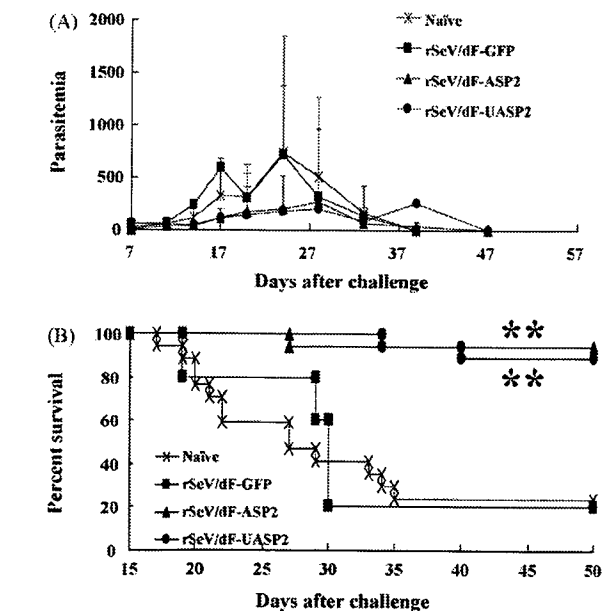 (A)
2000
1500
1000
500
0
Parasitemia
Naïve
rSeV/dF-GFP
rSeV/dF-ASP2
rSeV/dF-UASP2
7 17 27 37 47 57
Days after challenge
(B)
100
80
60
40
20
0
Percent survival
**
**
Naïve
rSeV/dF-GFP
rSeV/dF-ASP2
rSeV/dF-UASP2
15 20 25 30 35 40 45 50
Days after challenge